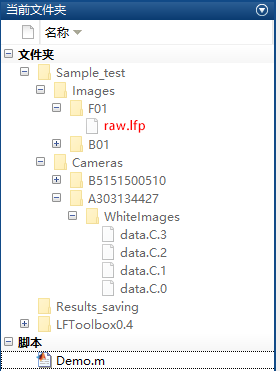 当前文件夹
名称
文件夹
Sample_test
Images
F01
raw.lfp
B01
Cameras
B5151500510
A303134427
WhiteImages
data.C.3
data.C.2
data.C.1
data.C.0
Results_saving
LFToolbox0.4
脚本
Demo.m